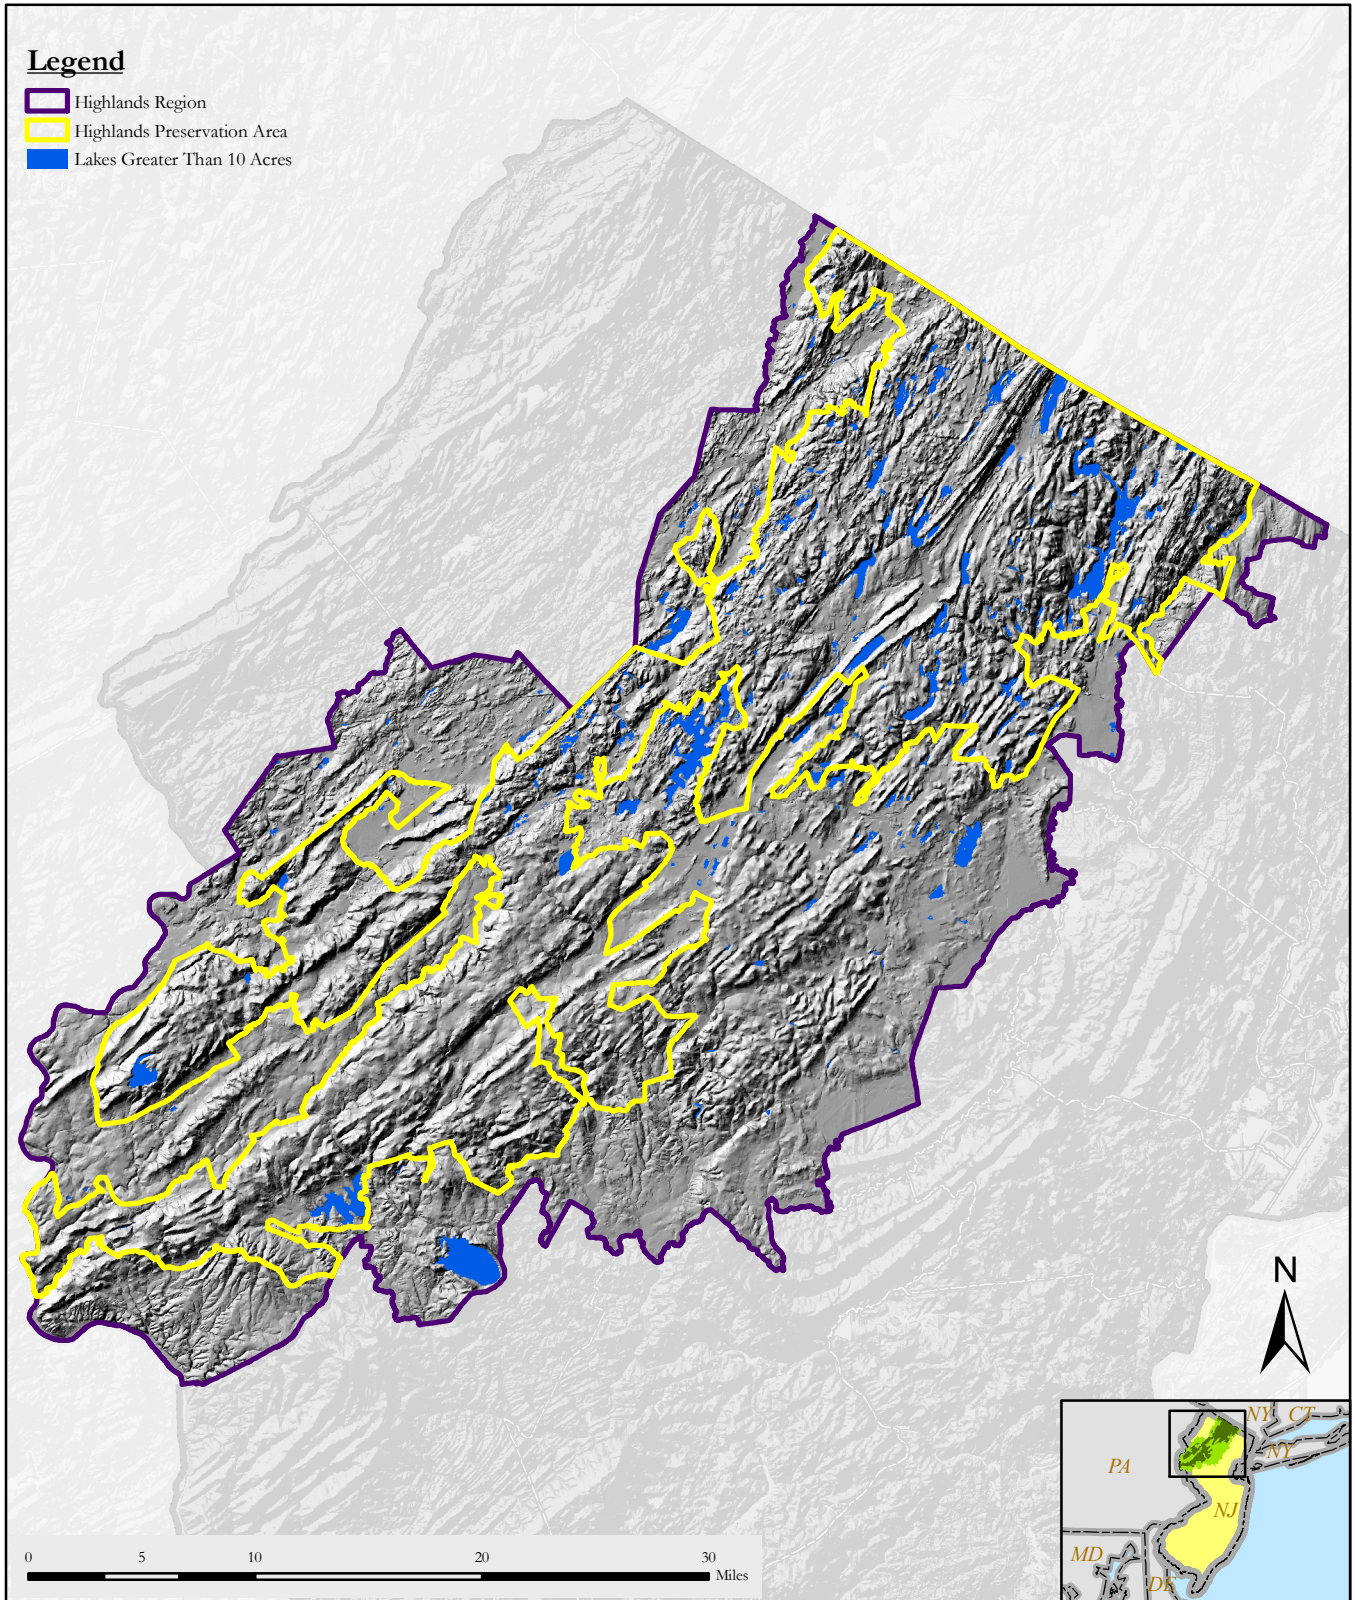 Legend
Highlands Region
Highlands Preservation Area
Lakes Greater Than 10 Acres
N
NY CT
NY
PA
NJ
MD
DE
0 5 10 20 30
Miles